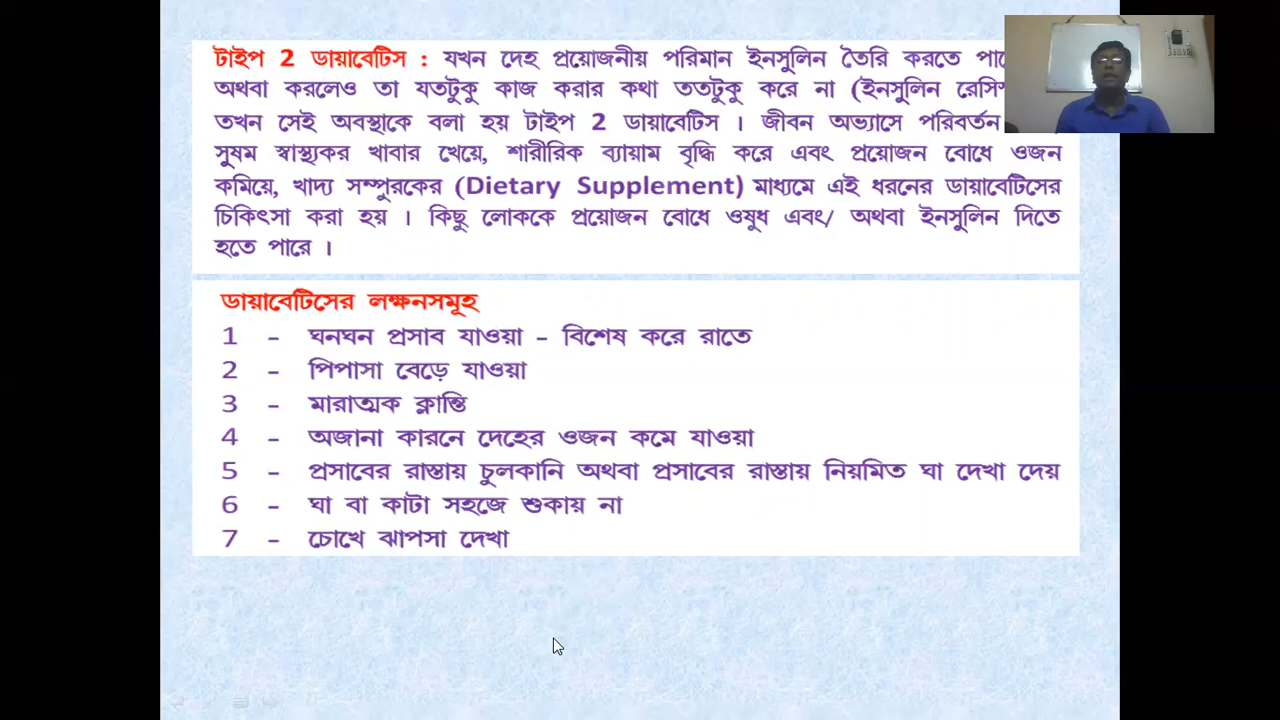 টাইপ 2 ডায়াবেটিস : যখন দেহ প্রয়োজনীয় পরিমান ইনসুলিন তৈরি করতে
অথবা করলেও তা যতটুকু কাজ করার কথা ততটুকু করে না (ইনসুলিন
তখন সেই অবস্থাকে বলা হয় টাইপ 2 ডায়াবেটিস । জীবন অভ্যাসে পরিবর্তন
সুষম স্বাস্থ্যকর খাবার খেয়ে, শারীরিক ব্যায়াম বৃদ্ধি করে এবং প্রয়োজন বোধে ওজন
কমিয়ে, খাদ্য সম্পুরকের (Dietary Supplement) মাধ্যমে এই ধরনের ডায়াবেটিসের
চিকিৎসা করা হয় । কিছু লোককে প্রয়োজন বোধে ওষুধ এবং/ অথবা ইনসুলিন দিতে
হতে পারে ।
ডায়াবেটিসের লক্ষনসমূহ
1 - ঘনঘন প্রসাব যাওয়া - বিশেষ করে রাতে
2 - পিপাসা বেড়ে যাওয়া
3 - মারাত্মক ক্লান্তি
4 - অজানা কারনে দেহের ওজন কমে যাওয়া
5 - প্রসাবের রাস্তায় চুলকানি অথবা প্রসাবের রাস্তায় নিয়মিত ঘা দেখা দেয়
6 - ঘা বা কাটা সহজে শুকায় না
7 - চোখে ঝাপসা দেখা